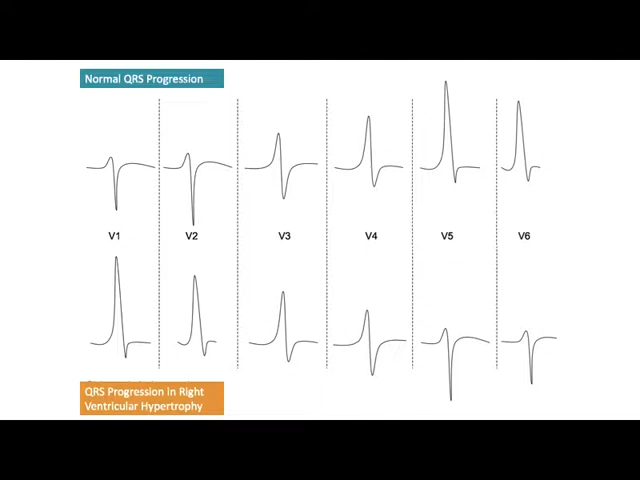 Normal QRS Progression
V1 V2 V3 V4 V5 V6
QRS Progression in Right
Ventricular Hypertrophy